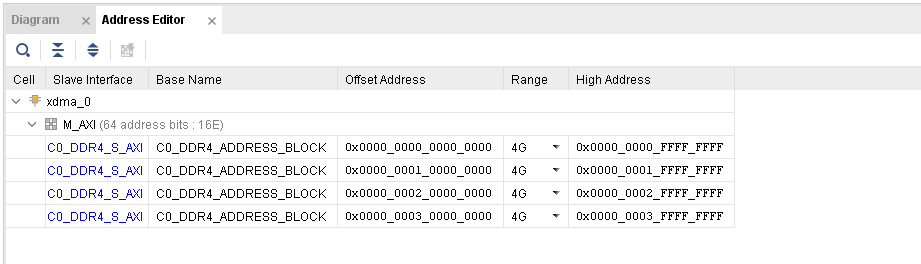 Diagram × Address Editor ×
Cell Slave Interface Base Name Offset Address Range High Address
xdma_0
M_AXI (64 address bits : 16E)
C0_DDR4_S_AXI C0_DDR4_ADDRESS_BLOCK 0x0000_0000_0000_0000 4G 0x0000_0000_FFFF_FFFF
C0_DDR4_S_AXI C0_DDR4_ADDRESS_BLOCK 0x0000_0001_0000_0000 4G 0x0000_0001_FFFF_FFFF
C0_DDR4_S_AXI C0_DDR4_ADDRESS_BLOCK 0x0000_0002_0000_0000 4G 0x0000_0002_FFFF_FFFF
C0_DDR4_S_AXI C0_DDR4_ADDRESS_BLOCK 0x0000_0003_0000_0000 4G 0x0000_0003_FFFF_FFFF